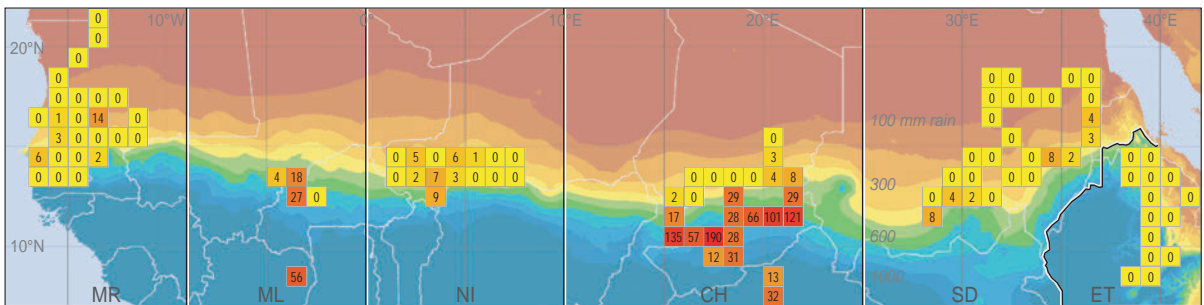 0 10°W 0° 10°E 20°E 30°E 40°E
0
20°N
0
0 0 0 0 0
0 0 0 0 0 0 0 0 0
0 1 0 14 0 100 mm rain 0 4
3 0 0 0 0 0 0 3
6 0 0 2 0 5 0 6 1 0 0 3 0 0 0 8 2 0 0
0 0 0 4 18 0 2 7 3 0 0 0 0 0 0 0 4 8 300 0 0 0 0 0 0
27 0 9 2 0 29 29 0 4 2 0 0 0 0
17 28 66 101 121 8 0 0
135 57 190 28 600 0 0
10°N
12 31 0 0
56 13 1000 0 0
MR ML NI CH 32 SD ET